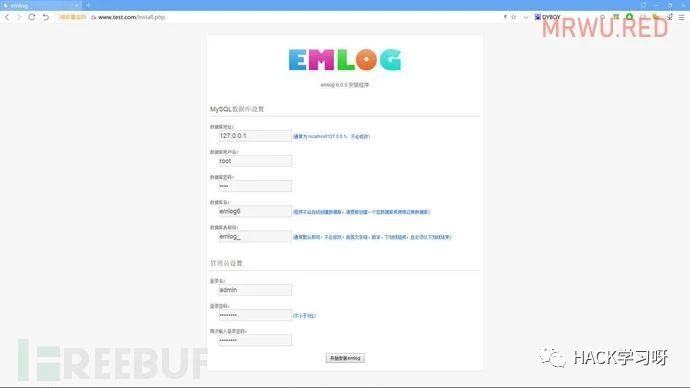 emlog
www.test.com/install.php
DYBOY
MRWU.RED
EMLOG
emlog 6.0.0 安装程序
MySQL数据库设置
数据库地址:
127.0.0.1 (通常为 localhost或127.0.0.1, 不必修改)
数据库用户名:
root
数据库密码:
••••
数据库名:
emlog6 (程序不会自动创建数据库,请提前创建一个空数据库或使用已有数据库)
数据库表前缀:
emlog_ (通常默认即可,不必修改。由英文字母、数字、下划线组成,且必须以下划线结束)
管理员设置
登录名:
admin
登录密码:
•••••••• (不小于6位)
再次输入登录密码:
••••••••
开始安装emlog
FREEBUF
HACK学习呀